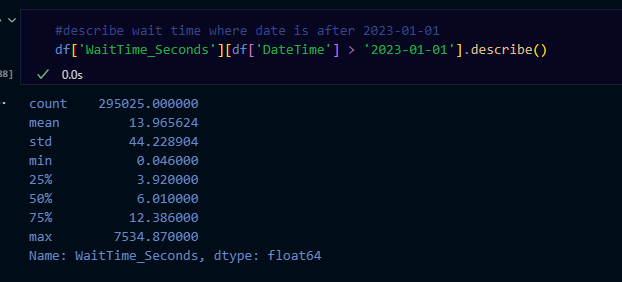 #describe wait time where date is after 2023-01-01
df['WaitTime_Seconds'][df['DateTime'] > '2023-01-01'].describe()
38]
0.0s
count 295025.000000
mean 13.965624
std 44.228904
min 0.046000
25% 3.920000
50% 6.010000
75% 12.386000
max 7534.870000
Name: WaitTime_Seconds, dtype: float64